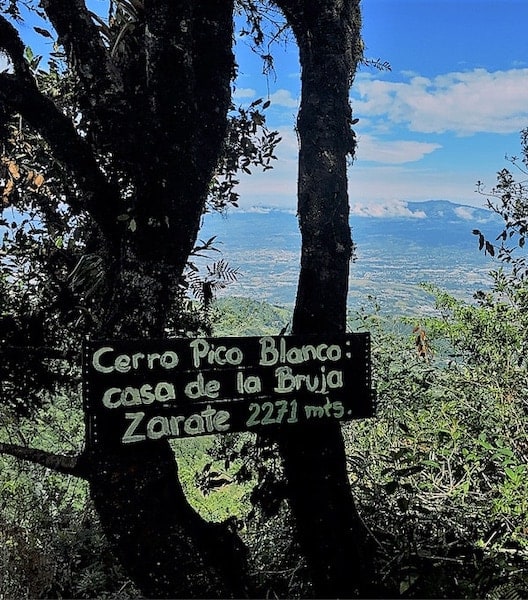 Cerro Pico Blanco:
casa de la Bruja
Zarate 2271 mts.